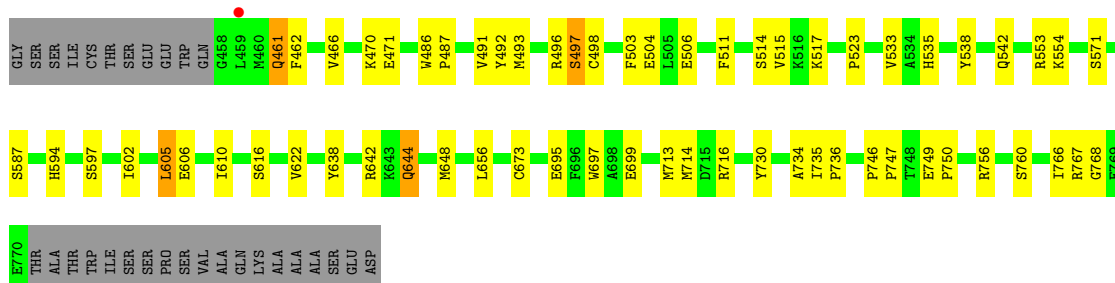 GLY SER SER ILE CYS THR SER GLU GLU TRP GLN G458 L459 M460 Q461 F462 V466 K470 E471 W486 P487 V491 Y492 M493 R496 S497 C498 F503 E504 L505 E506 F511 S514 V515 K516 K517 P523 V533 A534 H535 Y538 Q542 R553 K554 S571
S587 H594 S597 I602 L605 E606 I610 S616 V622 Y638 R642 K643 Q644 M648 L656 C673 E695 F696 W697 A698 E699 M713 M714 D715 R716 Y730 A734 I735 P736 P746 P747 T748 E749 P750 R756 S760 I766 R767 G768 E769
E770 THR ALA THR TRP ILE SER SER PRO SER VAL ALA GLN LYS ALA ALA ALA SER GLU ASP